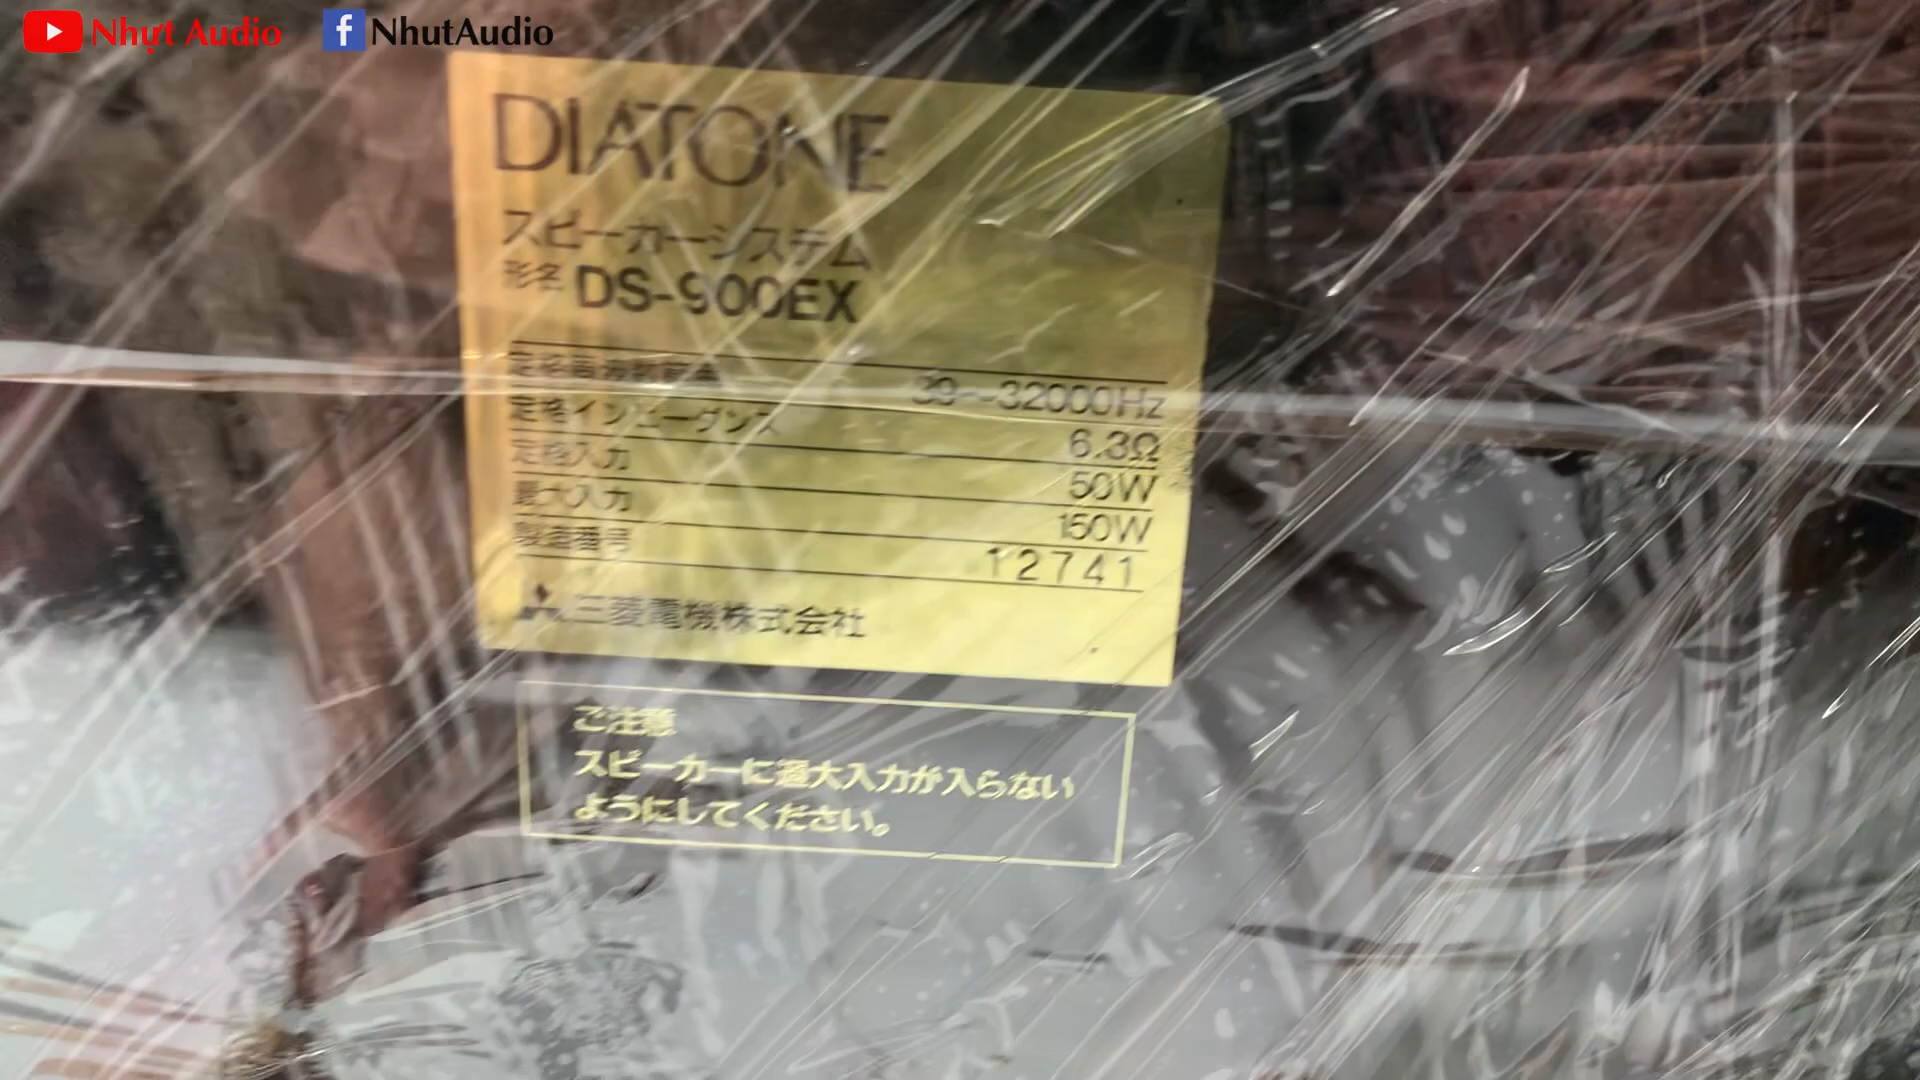 Nhựt Audio NhutAudio
DIATONE
スピーカーシステム
形名 DS-900EX
定格周波数範囲 39—32000Hz
定格インピーダンス 6.3Ω
定格入力 50W
最大入力 150W
製造番号 12741
三菱電機株式会社
ご注意
スピーカーに過大入力が入らない
ようにしてください。